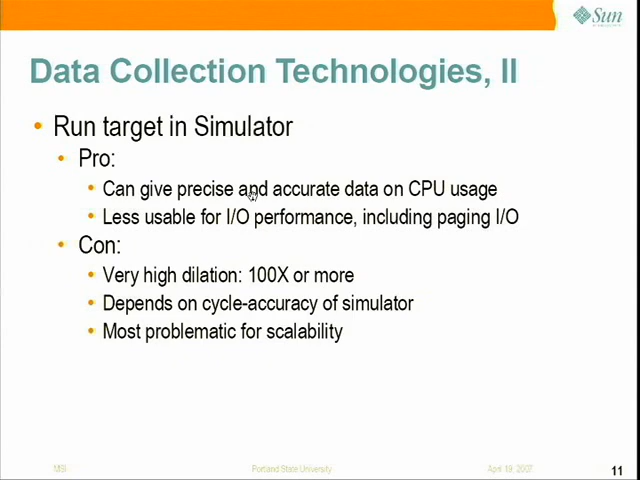 Sun
Data Collection Technologies, II
• Run target in Simulator
• Pro:
• Can give precise and accurate data on CPU usage
• Less usable for I/O performance, including paging I/O
• Con:
• Very high dilation: 100X or more
• Depends on cycle-accuracy of simulator
• Most problematic for scalability
MSI Portland State University April 19, 2007 11